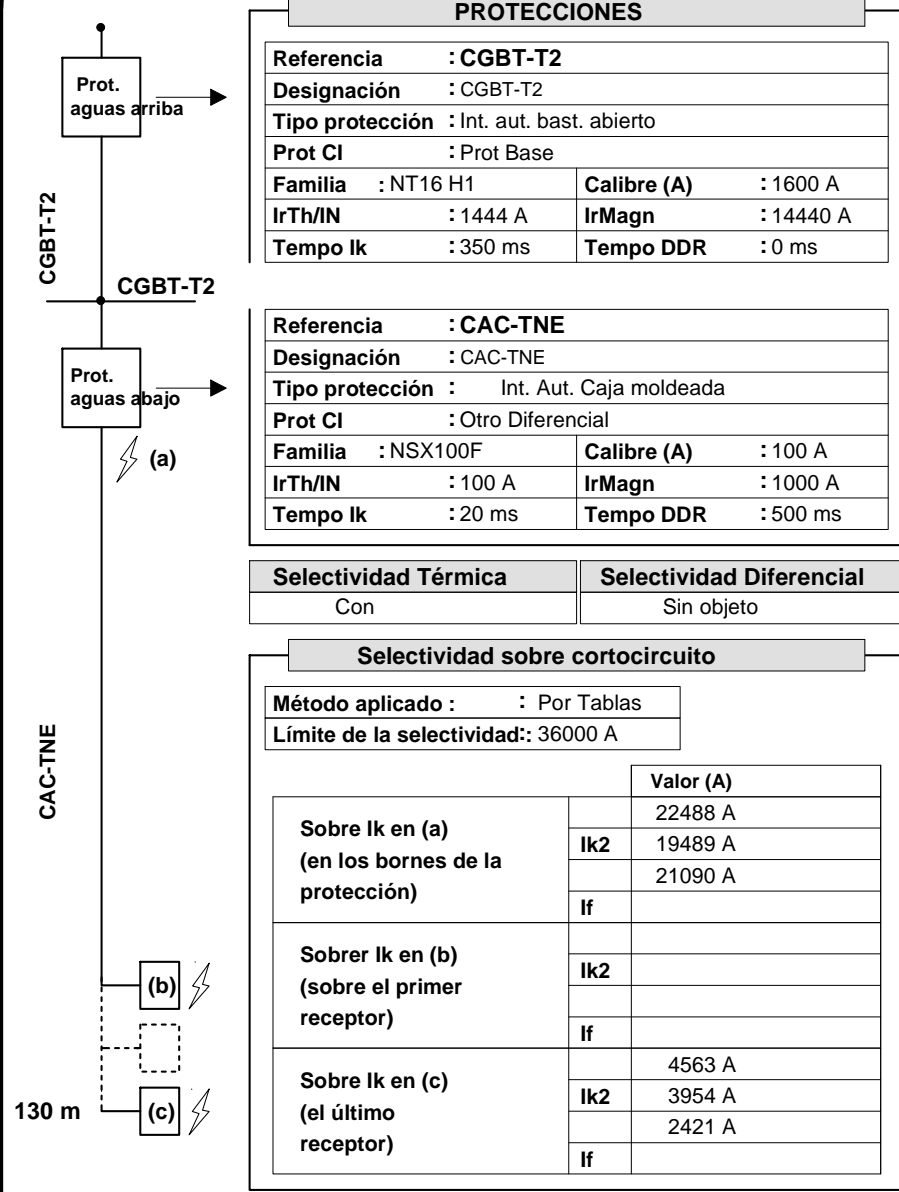 PROTECCIONES
Prot.
aguas arriba
CGBT-T2
CGBT-T2
Referencia : CGBT-T2
Designación : CGBT-T2
Tipo protección : Int. aut. bast. abierto
Prot CI : Prot Base
Familia : NT16 H1 Calibre (A) : 1600 A
IrTh/IN : 1444 A IrMagn : 14440 A
Tempo Ik : 350 ms Tempo DDR : 0 ms
Prot.
aguas abajo
(a)
Referencia : CAC-TNE
Designación : CAC-TNE
Tipo protección : Int. Aut. Caja moldeada
Prot CI : Otro Diferencial
Familia : NSX100F Calibre (A) : 100 A
IrTh/IN : 100 A IrMagn : 1000 A
Tempo Ik : 20 ms Tempo DDR : 500 ms
Selectividad Térmica Selectividad Diferencial
Con Sin objeto
Selectividad sobre cortocircuito
Método aplicado : : Por Tablas
Límite de la selectividad:: 36000 A
CAC-TNE
Valor (A)
Sobre Ik en (a)
(en los bornes de la
protección)
22488 A
Ik2 19489 A
21090 A
If
Sobrer Ik en (b)
(sobre el primer
receptor)
Ik2
If
Sobre Ik en (c)
(el último
receptor)
4563 A
Ik2 3954 A
2421 A
If
(b)
130 m (c)